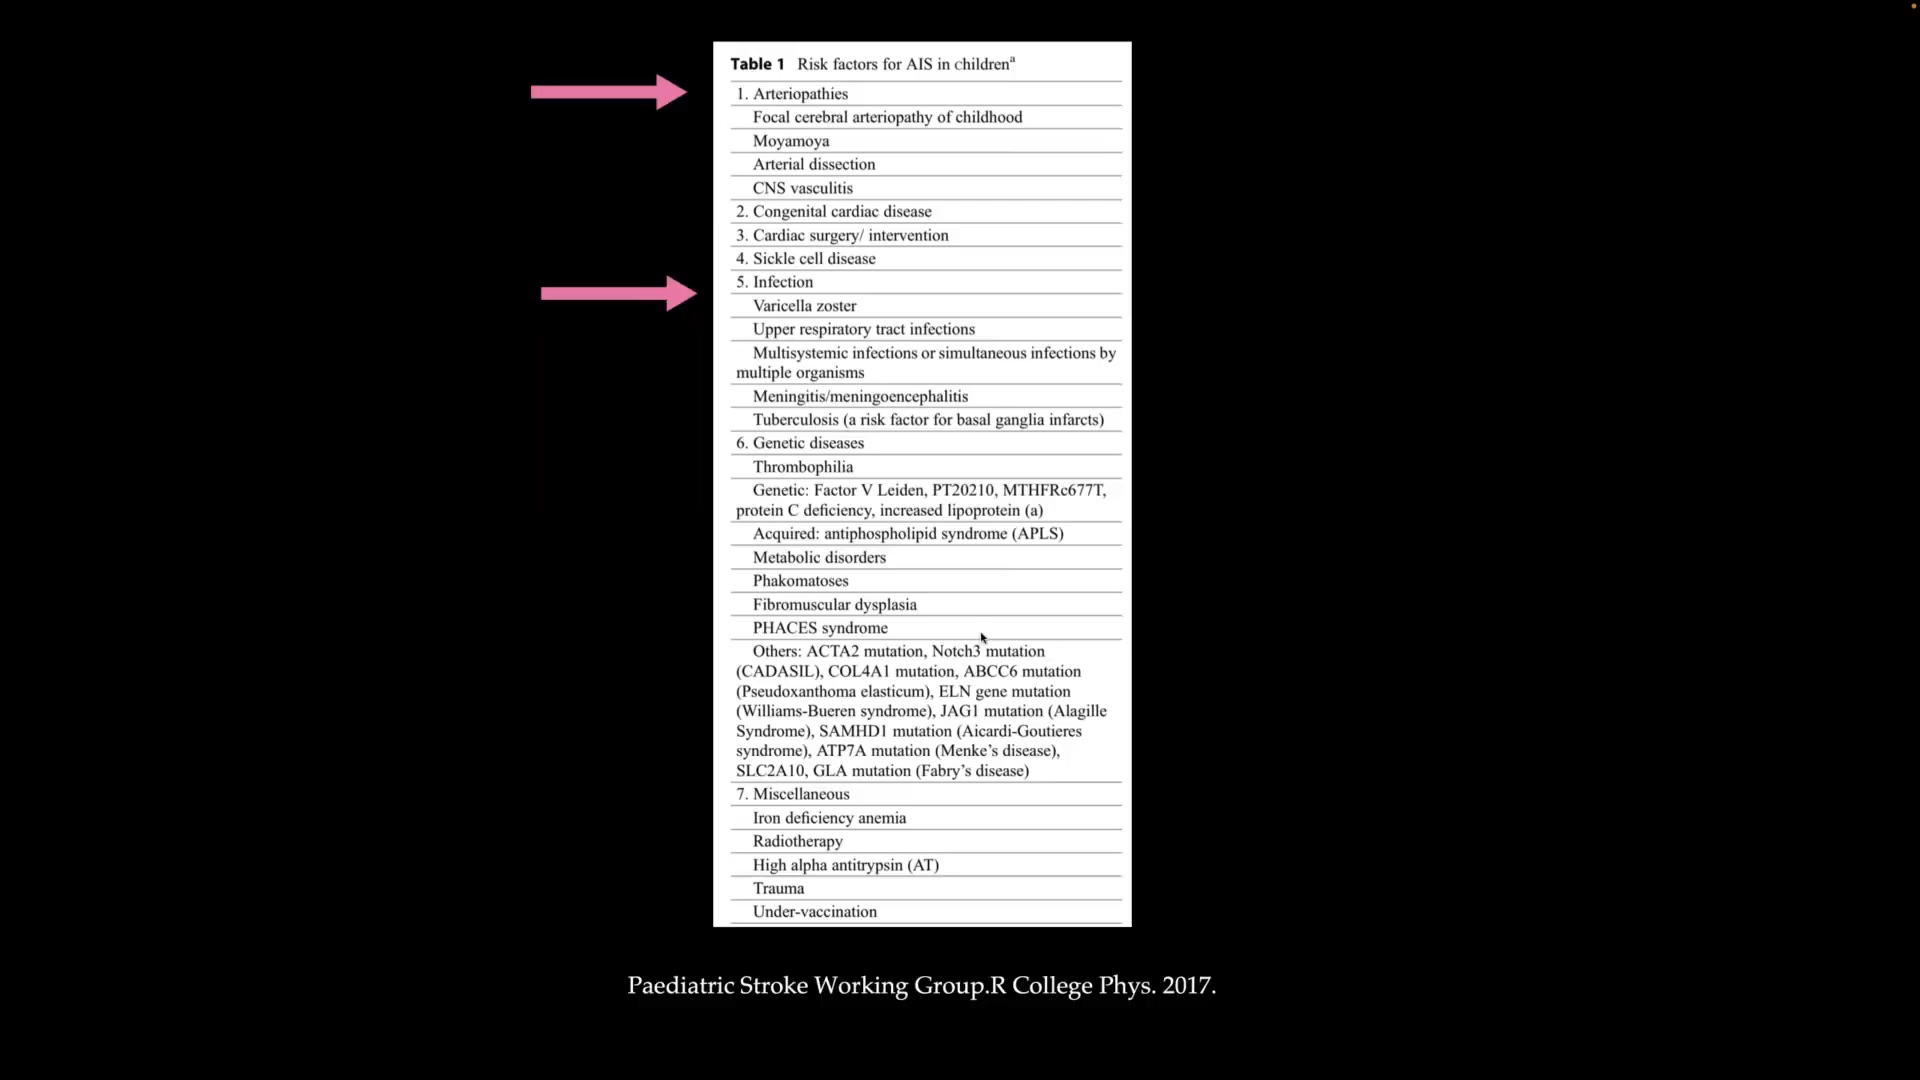 Table 1 Risk factors for AIS in childrenᵃ
1. Arteriopathies
Focal cerebral arteriopathy of childhood
Moyamoya
Arterial dissection
CNS vasculitis
2. Congenital cardiac disease
3. Cardiac surgery/ intervention
4. Sickle cell disease
5. Infection
Varicella zoster
Upper respiratory tract infections
Multisystemic infections or simultaneous infections by
multiple organisms
Meningitis/meningoencephalitis
Tuberculosis (a risk factor for basal ganglia infarcts)
6. Genetic diseases
Thrombophilia
Genetic: Factor V Leiden, PT20210, MTHFRc677T,
protein C deficiency, increased lipoprotein (a)
Acquired: antiphospholipid syndrome (APLS)
Metabolic disorders
Phakomatoses
Fibromuscular dysplasia
PHACES syndrome
Others: ACTA2 mutation, Notch3 mutation
(CADASIL), COL4A1 mutation, ABCC6 mutation
(Pseudoxanthoma elasticum), ELN gene mutation
(Williams-Bueren syndrome), JAG1 mutation (Alagille
Syndrome), SAMHD1 mutation (Aicardi-Goutieres
syndrome), ATP7A mutation (Menke's disease),
SLC2A10, GLA mutation (Fabry's disease)
7. Miscellaneous
Iron deficiency anemia
Radiotherapy
High alpha antitrypsin (AT)
Trauma
Under-vaccination
Paediatric Stroke Working Group.R College Phys. 2017.